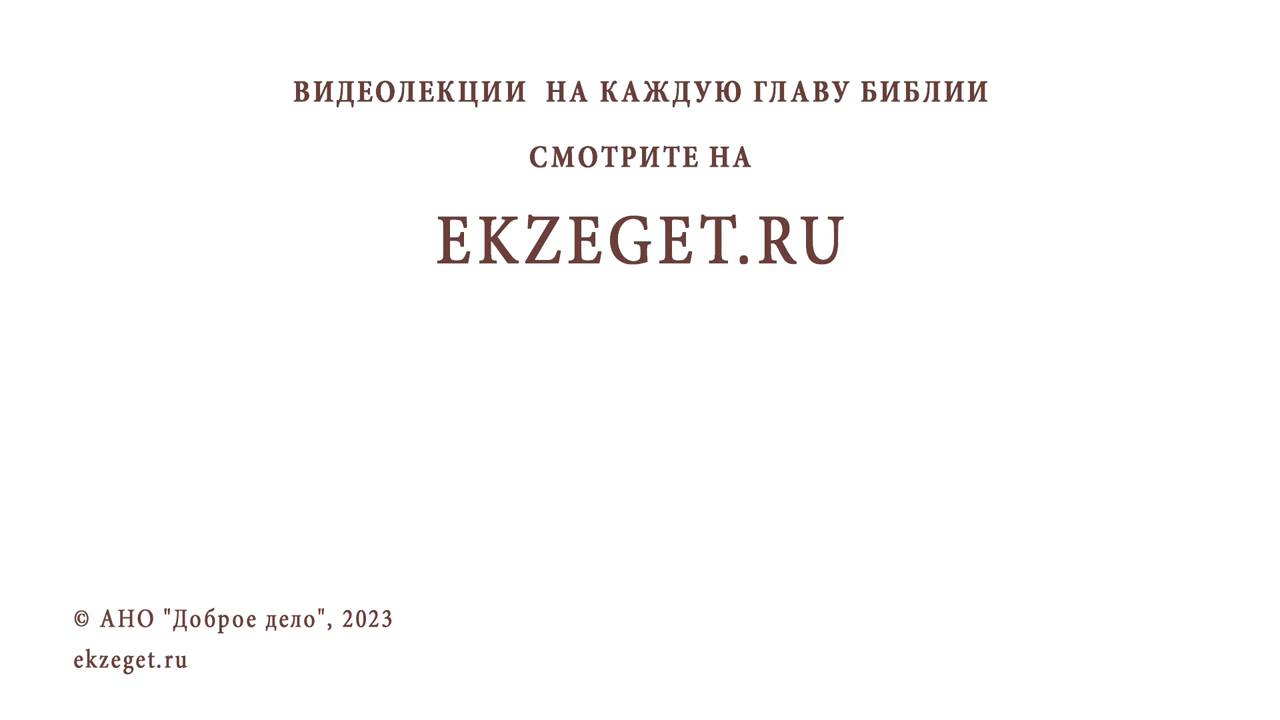 ВИДЕОЛЕКЦИИ НА КАЖДУЮ ГЛАВУ БИБЛИИ
СМОТРИТЕ НА
EKZEGET.RU
© АНО "Доброе дело", 2023
ekzeget.ru